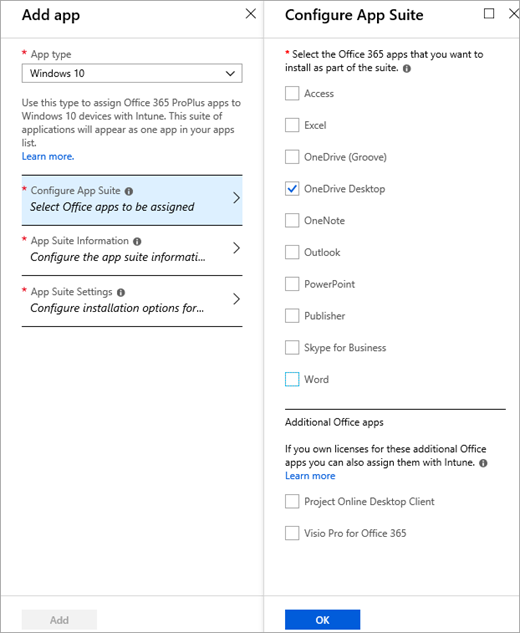 Add app
* App type
Windows 10
Use this type to assign Office 365 ProPlus apps to
Windows 10 devices with Intune. This suite of
applications will appear as one app in your apps
list.
Learn more.
* Configure App Suite
Select Office apps to be assigned
* App Suite Information
Configure the app suite informati...
* App Suite Settings
Configure installation options for...
Add
Configure App Suite
* Select the Office 365 apps that you want to
install as part of the suite.
Access
Excel
OneDrive (Groove)
OneDrive Desktop
OneNote
Outlook
PowerPoint
Publisher
Skype for Business
Word
Additional Office apps
If you own licenses for these additional Office
apps you can also assign them with Intune.
Learn more
Project Online Desktop Client
Visio Pro for Office 365
OK